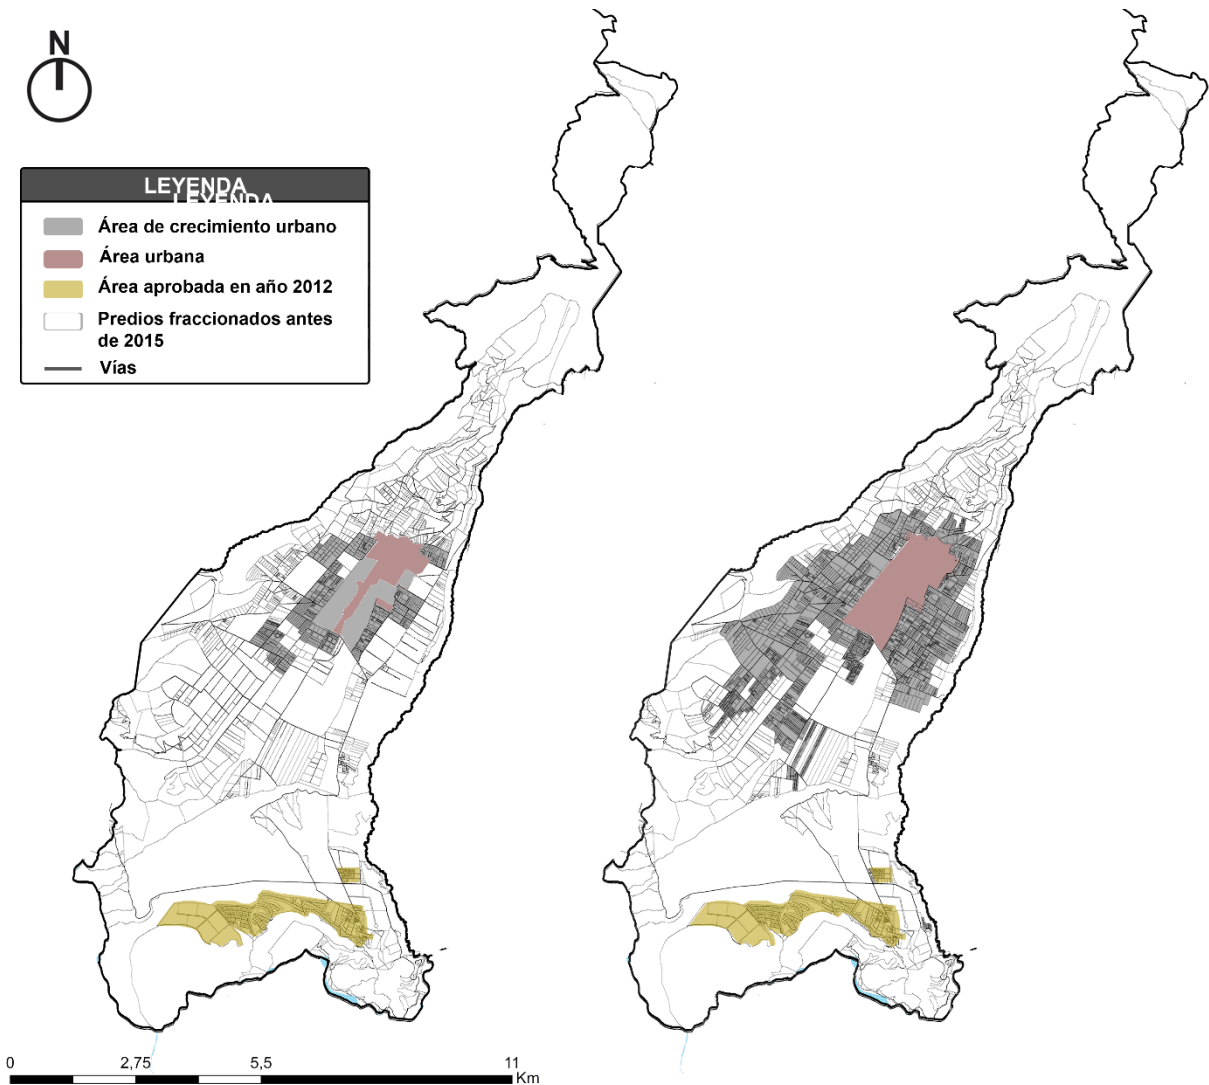 N
LEYENDA
LEYENDA
Área de crecimiento urbano
Área urbana
Área aprobada en año 2012
Predios fraccionados antes
de 2015
Vías
0 2,75 5,5 11
Km